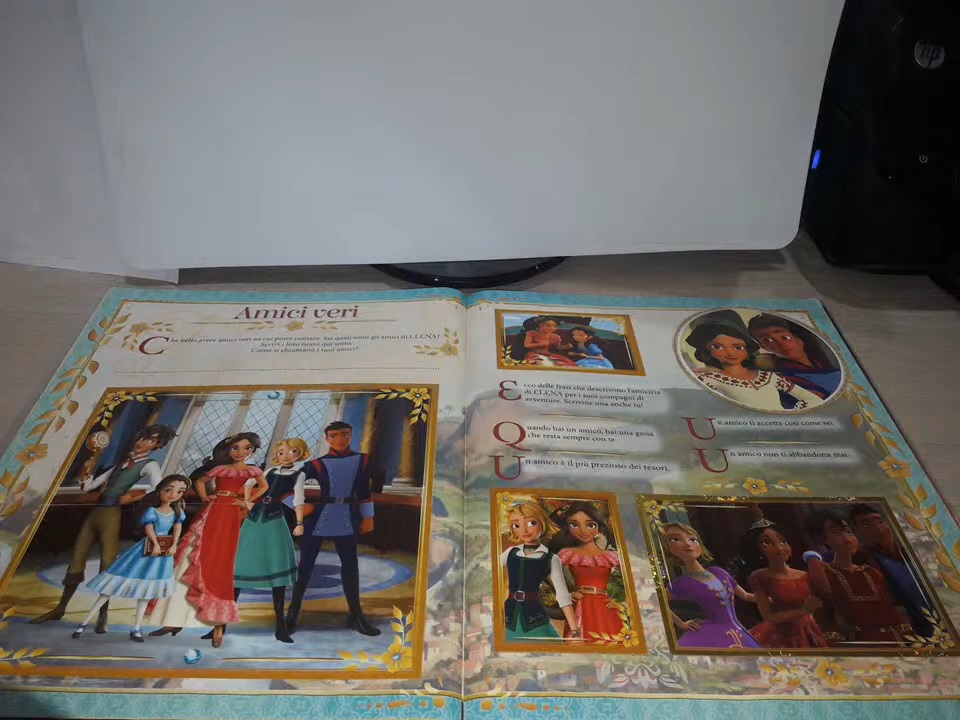 Amici veri
Che bello avere amici veri su cui poter contare. Sai quali sono gli amici di ELENA?
Scrivi i loro nomi qui sotto.
Come si chiamano i tuoi amici?
Ecco delle frasi che descrivono l'amicizia
di ELENA per i suoi compagni di
avventure. Scrivine una anche tu!
Quando hai un amico, hai una gioia
che resta sempre con te.
Un amico è il più prezioso dei tesori.
Un amico ti accetta così come sei.
Un amico non ti abbandona mai.
hp